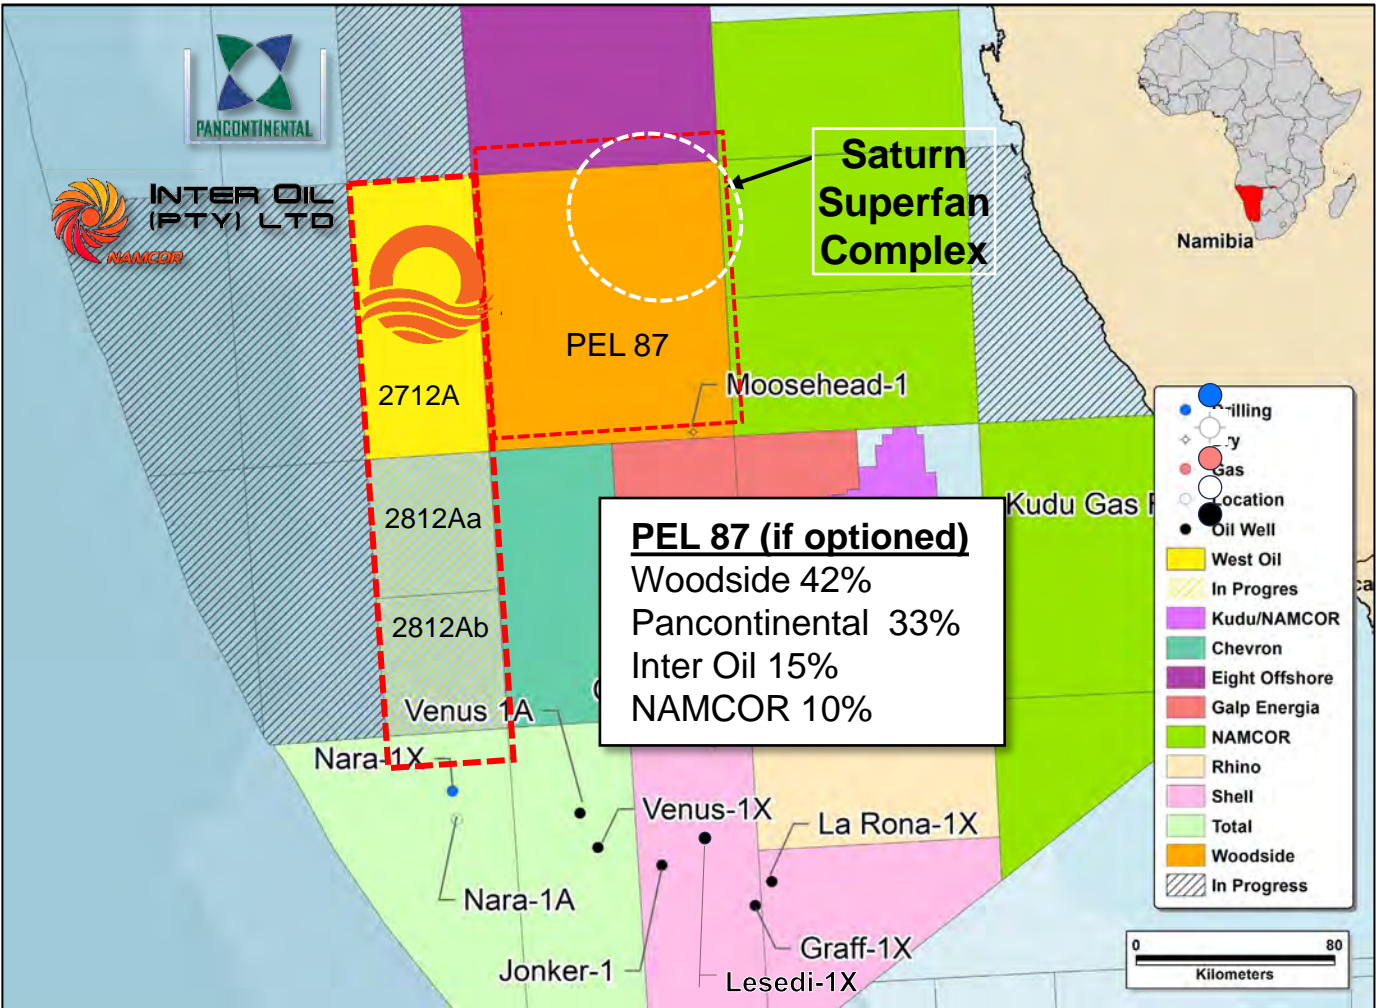 PANCONTINENTAL
INTER OIL
(PTY) LTD
NAMCOR
Saturn
Superfan
Complex
Namibia
PEL 87
2712A
Moosehead-1
2812Aa
2812Ab
Kudu Gas
PEL 87 (if optioned)
Woodside 42%
Pancontinental 33%
Inter Oil 15%
NAMCOR 10%
Venus 1A
Nara-1X
Venus-1X
La Rona-1X
Nara-1A
Graff-1X
Jonker-1
Lesedi-1X
Gas
Oil Well
West Oil
In Progres
Kudu/NAMCOR
Chevron
Eight Offshore
Galp Energia
NAMCOR
Rhino
Shell
Total
Woodside
In Progress
0 80
Kilometers